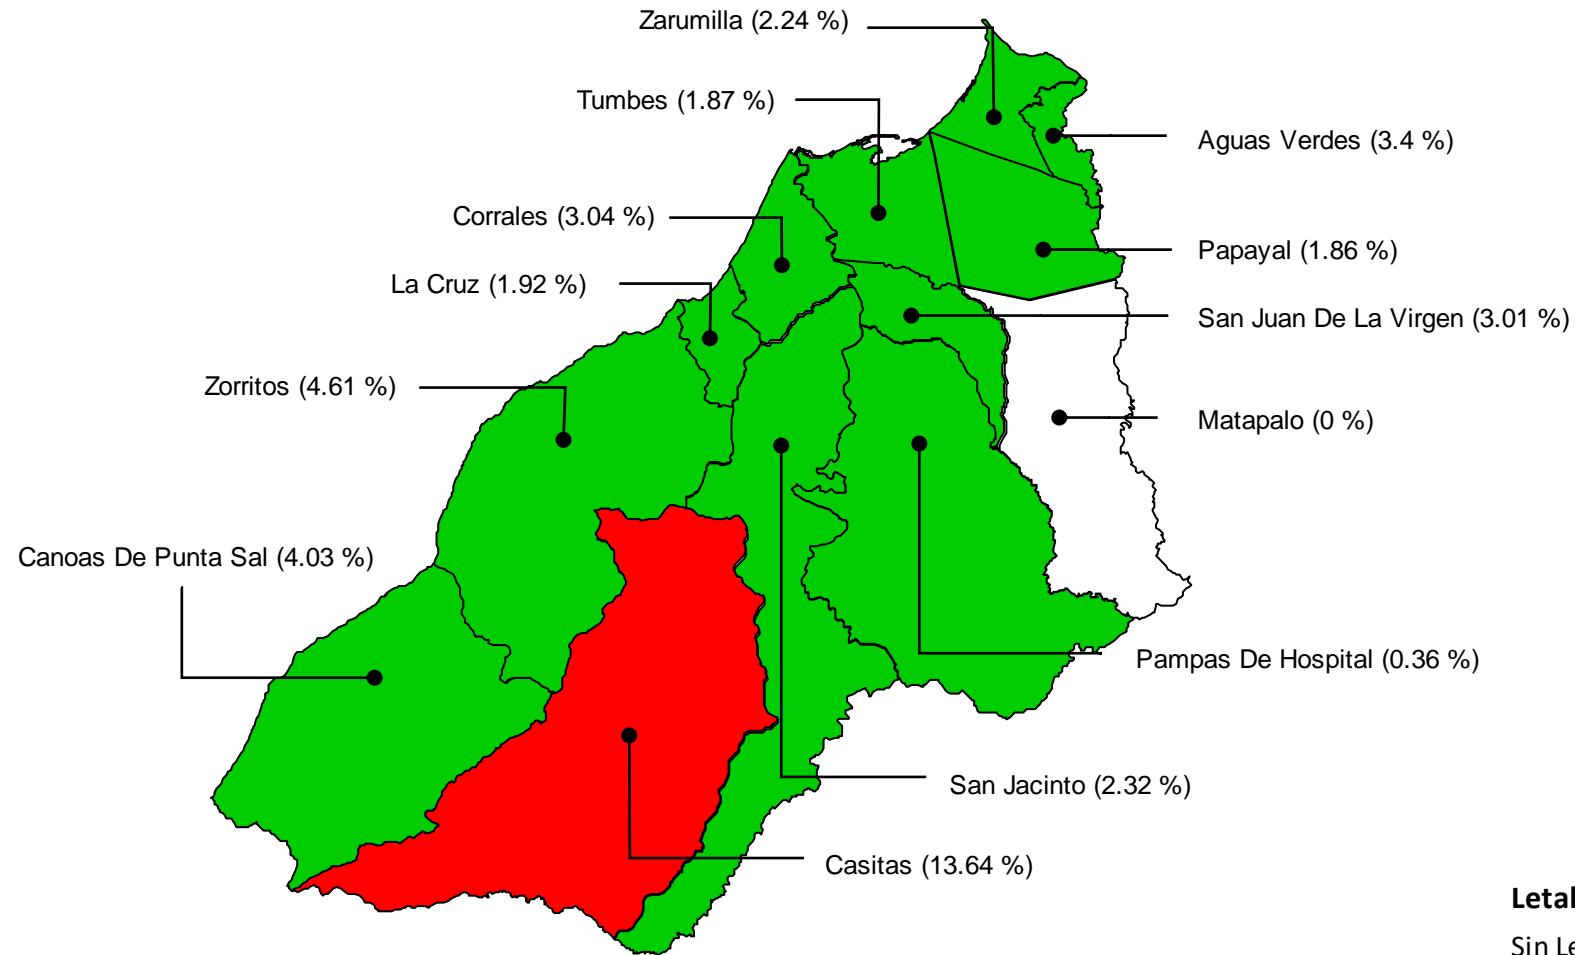 Zarumilla (2.24 %)
Tumbes (1.87 %)
Aguas Verdes (3.4 %)
Corrales (3.04 %)
Papayal (1.86 %)
La Cruz (1.92 %)
San Juan De La Virgen (3.01 %)
Zorritos (4.61 %)
Matapalo (0 %)
Canoas De Punta Sal (4.03 %)
Pampas De Hospital (0.36 %)
San Jacinto (2.32 %)
Casitas (13.64 %)
Sin